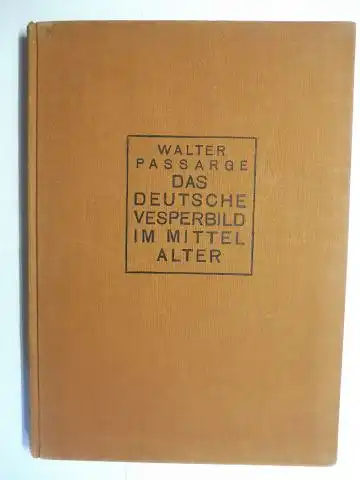 WALTER
PASSARGE
DAS
DEUTSCHE
VESPERBILD
IM MITTEL
ALTER